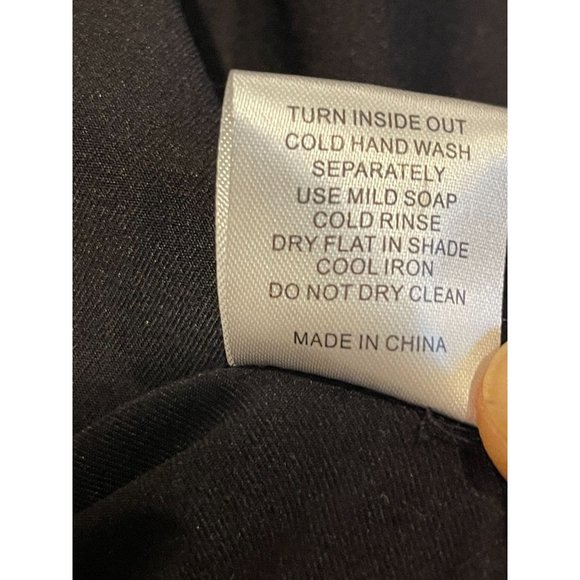 TURN INSIDE OUT
COLD HAND WASH
SEPARATELY
USE MILD SOAP
COLD RINSE
DRY FLAT IN SHADE
COOL IRON
DO NOT DRY CLEAN
MADE IN CHINA